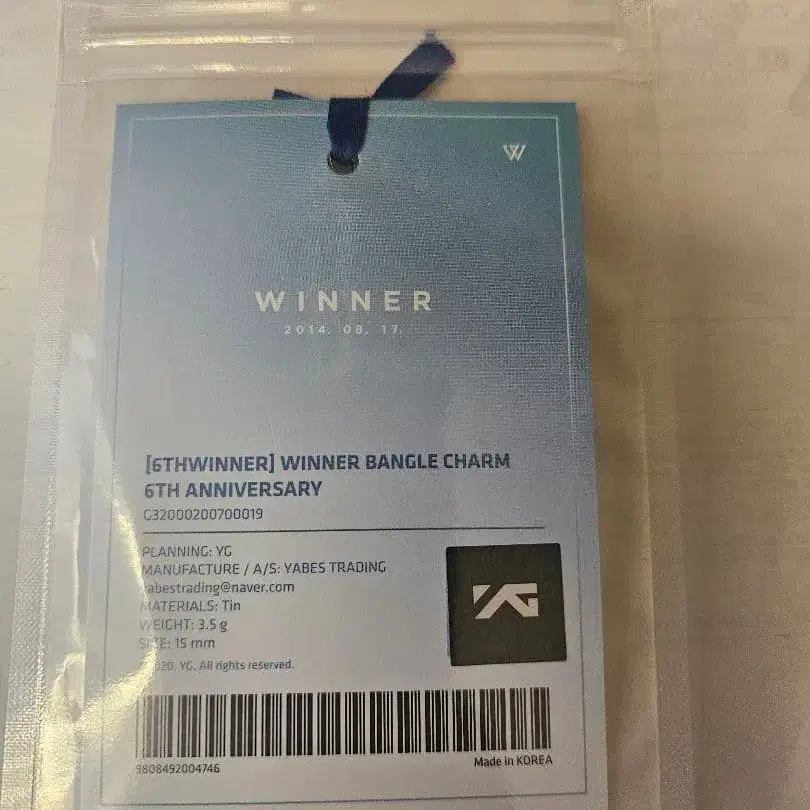 W
WINNER
2014. 08. 17.
[6THWINNER] WINNER BANGLE CHARM
6TH ANNIVERSARY
G32000200700019
PLANNING: YG
MANUFACTURE / A/S: YABES TRADING
yabestrading@naver.com
MATERIALS: Tin
WEIGHT: 3.5 g
SIZE: 15 mm
YG
2020. YG. All rights reserved.
9808492004746
Made in KOREA